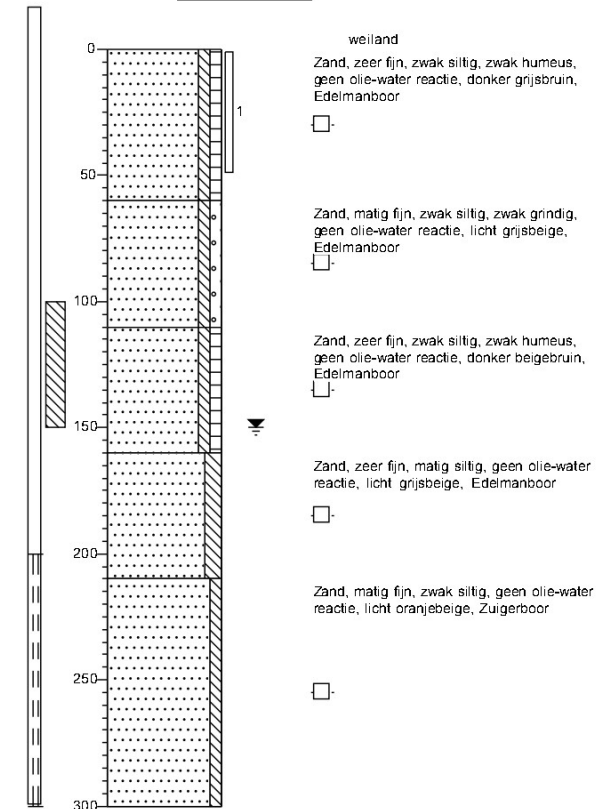 weiland
0
Zand, zeer fijn, zwak siltig, zwak humeus,
geen olie-water reactie, donker grijsbruin,
Edelmanboor
1
50
Zand, matig fijn, zwak siltig, zwak grindig,
geen olie-water reactie, licht grijsbeige,
Edelmanboor
100
Zand, zeer fijn, zwak siltig, zwak humeus,
geen olie-water reactie, donker beigebruin,
Edelmanboor
150
Zand, zeer fijn, matig siltig, geen olie-water
reactie, licht grijsbeige, Edelmanboor
200
Zand, matig fijn, zwak siltig, geen olie-water
reactie, licht oranjebeige, Zuigerboor
250
300